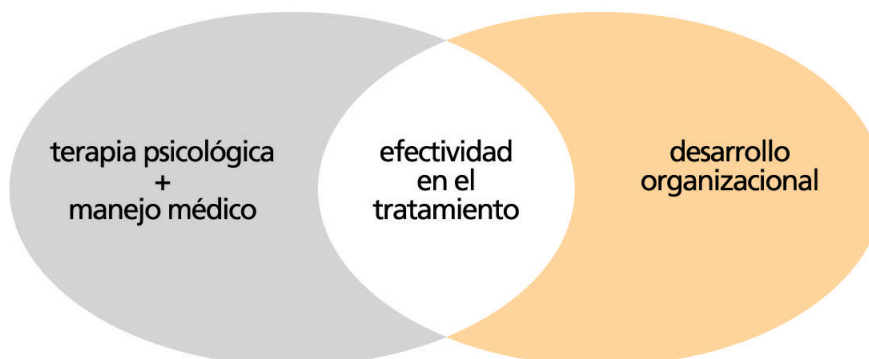 terapia psicológica
+
manejo médico
efectividad
en el
tratamiento
desarrollo
organizacional